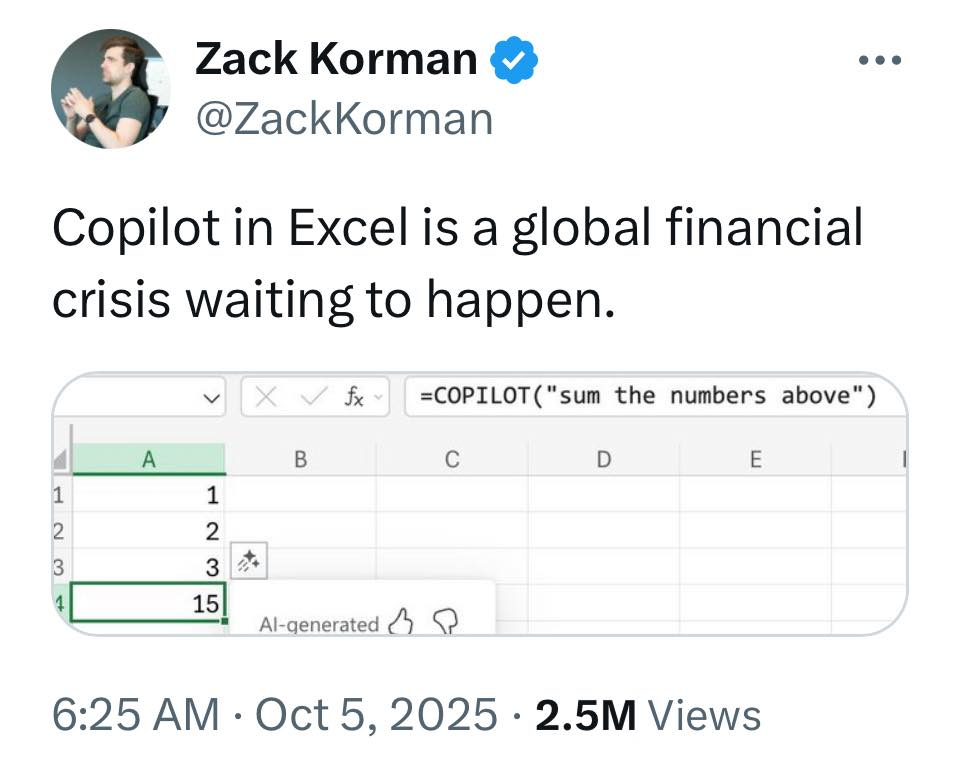 Zack Korman
@ZackKorman
Copilot in Excel is a global financial
crisis waiting to happen.
fx =COPILOT("sum the numbers above")
A B C D E
1 1
2 2
3 3
4 15
AI-generated
6:25 AM · Oct 5, 2025 · 2.5M Views